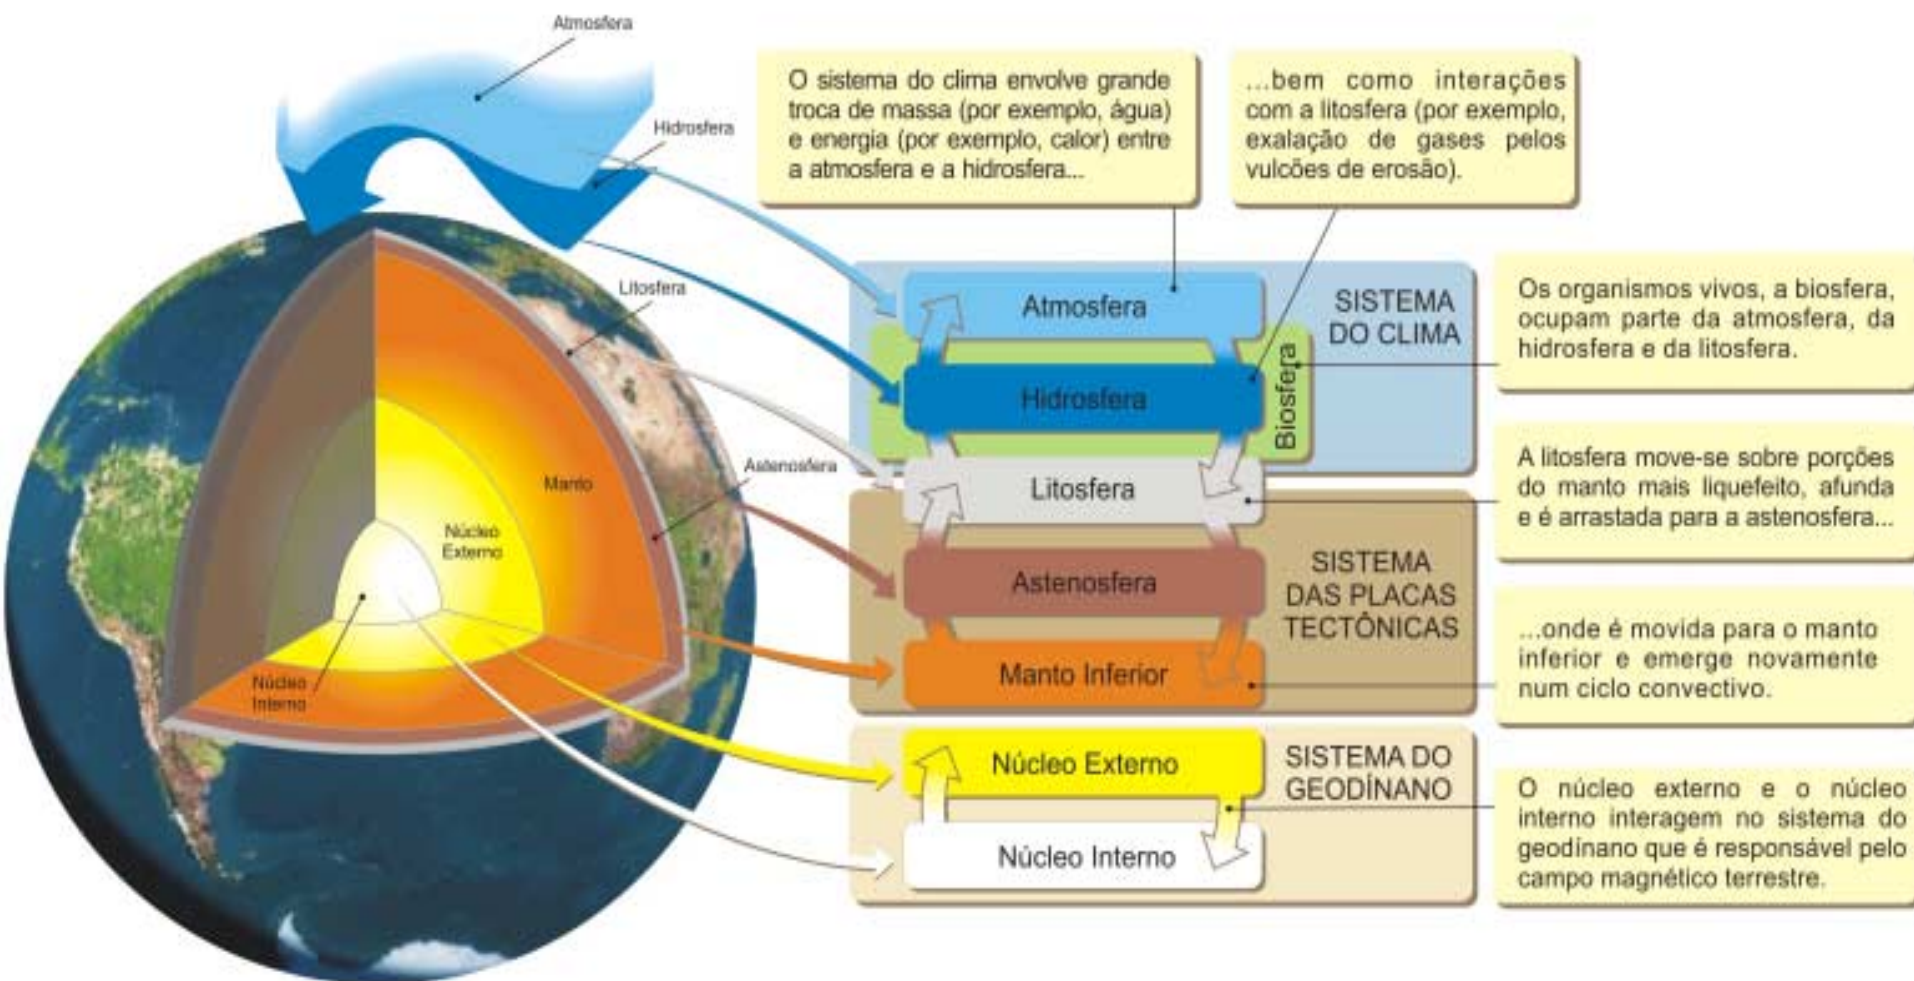 Atmosfera
Hidrosfera
Litosfera
Astenosfera
Manto
Núcleo
Externo
Núcleo
Interno
O sistema do clima envolve grande
troca de massa (por exemplo, água)
e energia (por exemplo, calor) entre
a atmosfera e a hidrosfera...
...bem como interações
com a litosfera (por exemplo,
exalação de gases pelos
vulcões de erosão).
Atmosfera
Hidrosfera
Biosfera
SISTEMA
DO CLIMA
Litosfera
Astenosfera
Manto Inferior
SISTEMA
DAS PLACAS
TECTÔNICAS
Núcleo Externo
Núcleo Interno
SISTEMA DO
GEODÍNANO
Os organismos vivos, a biosfera,
ocupam parte da atmosfera, da
hidrosfera e da litosfera.
A litosfera move-se sobre porções
do manto mais liquefeito, afunda
e é arrastada para a astenosfera...
...onde é movida para o manto
inferior e emerge novamente
num ciclo convectivo.
O núcleo externo e o núcleo
interno interagem no sistema do
geodínano que é responsável pelo
campo magnético terrestre.